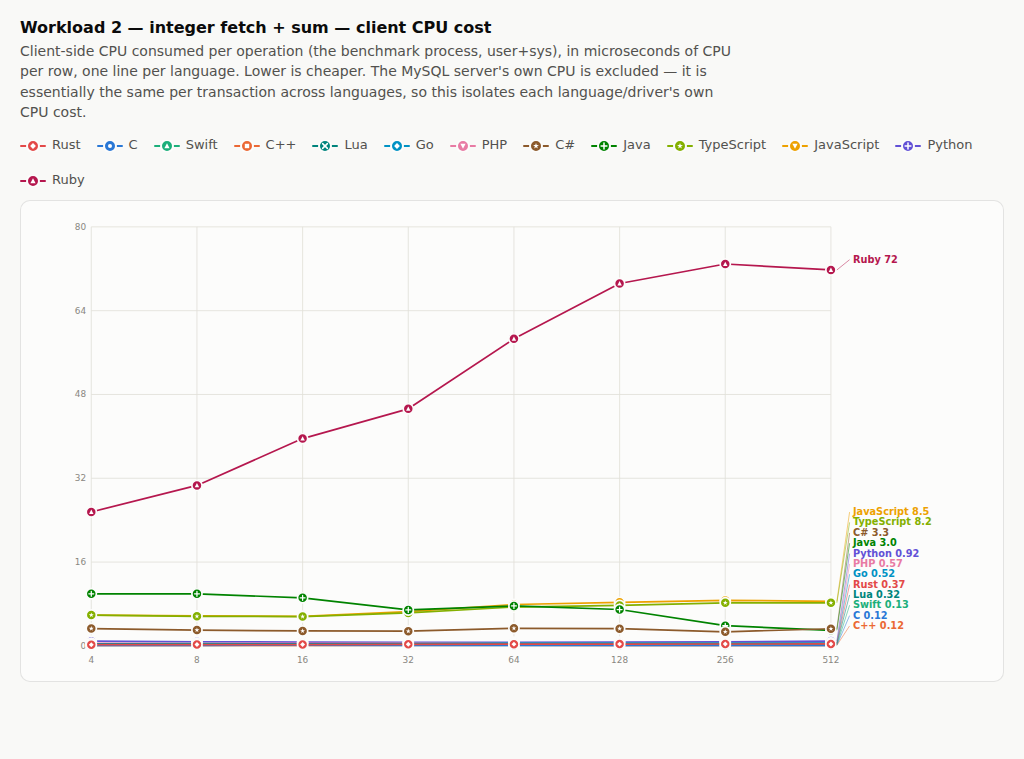 Workload 2 — integer fetch + sum — client CPU cost
Client-side CPU consumed per operation (the benchmark process, user+sys), in microseconds of CPU
per row, one line per language. Lower is cheaper. The MySQL server's own CPU is excluded — it is
essentially the same per transaction across languages, so this isolates each language/driver's own
CPU cost.
Rust C Swift C++ Lua Go PHP C# Java TypeScript JavaScript Python
Ruby
80
64
48
32
16
0
4 8 16 32 64 128 256 512
Ruby 72
JavaScript 8.5
TypeScript 8.2
C# 3.3
Java 3.0
Python 0.92
PHP 0.57
Go 0.52
Rust 0.37
Lua 0.32
Swift 0.13
C 0.12
C++ 0.12